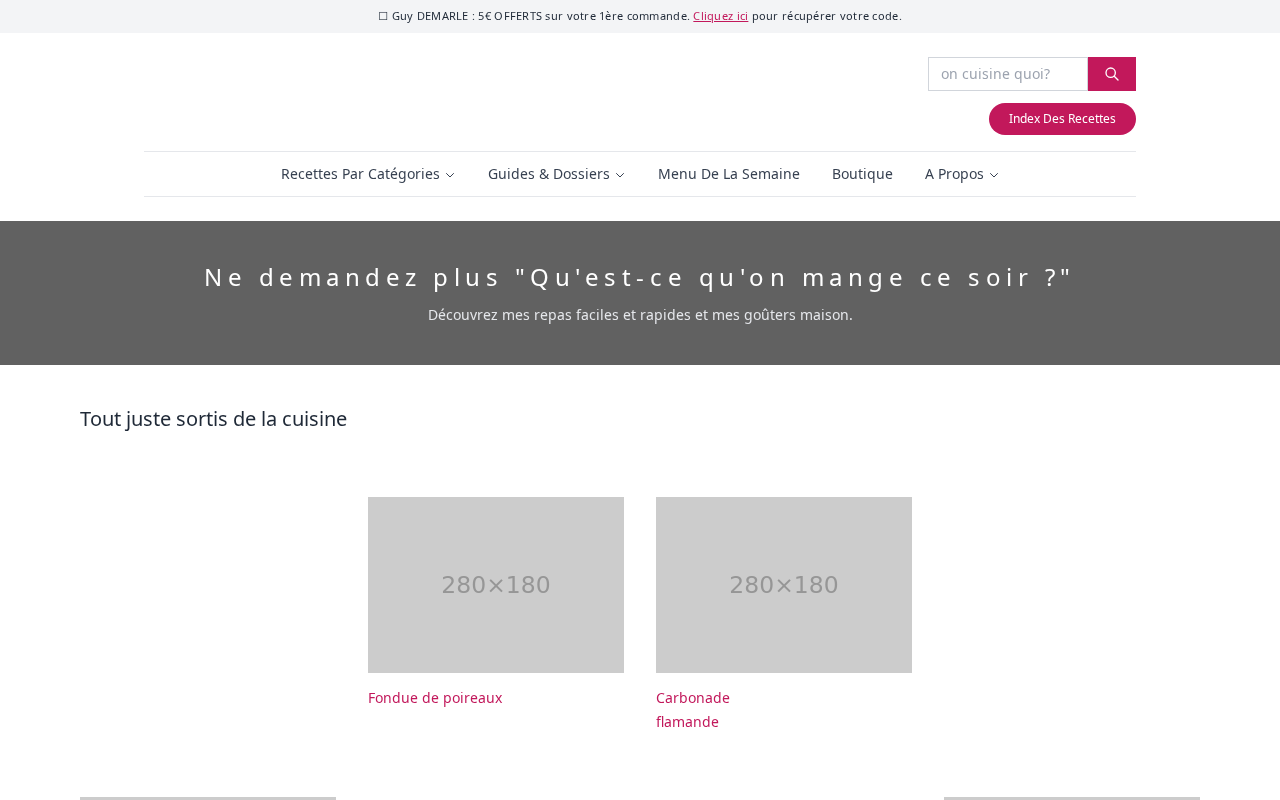 ☐ Guy DEMARLE : 5€ OFFERTS sur votre 1ère commande. Cliquez ici pour récupérer votre code.
on cuisine quoi?
Index Des Recettes
Recettes Par Catégories
Guides & Dossiers
Menu De La Semaine
Boutique
A Propos
Ne demandez plus "Qu'est-ce qu'on mange ce soir ?"
Découvrez mes repas faciles et rapides et mes goûters maison.
Tout juste sortis de la cuisine
280×180
280×180
Fondue de poireaux
Carbonade
flamande